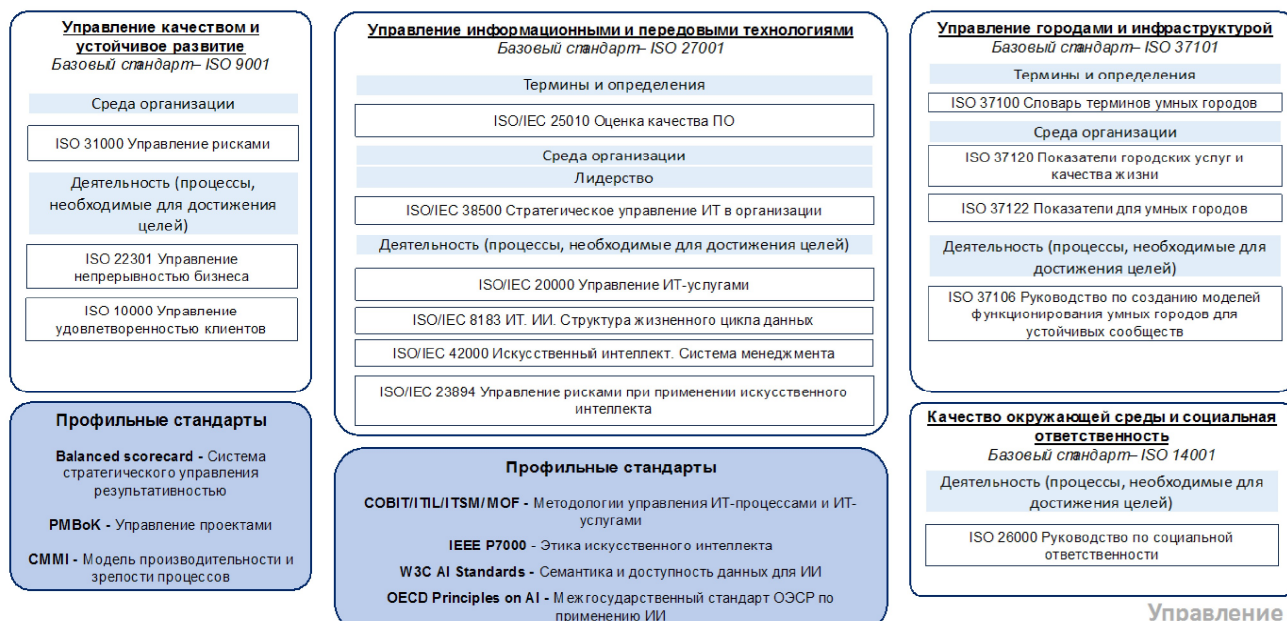 Управление качеством и
устойчивое развитие
Базовый стандарт– ISO 9001
Среда организации
ISO 31000 Управление рисками
Деятельность (процессы,
необходимые для достижения
целей)
ISO 22301 Управление
непрерывностью бизнеса
ISO 10000 Управление
удовлетворенностью клиентов
Профильные стандарты
Balanced scorecard - Система
стратегического управления
результативностью
PMBoK - Управление проектами
CMMI - Модель производительности и
зрелости процессов
Управление информационными и передовыми технологиями
Базовый стандарт– ISO 27001
Термины и определения
ISO/IEC 25010 Оценка качества ПО
Среда организации
Лидерство
ISO/IEC 38500 Стратегическое управление ИТ в организации
Деятельность (процессы, необходимые для достижения целей)
ISO/IEC 20000 Управление ИТ-услугами
ISO/IEC 8183 ИТ. ИИ. Структура жизненного цикла данных
ISO/IEC 42000 Искусственный интеллект. Система менеджмента
ISO/IEC 23894 Управление рисками при применении искусственного
интеллекта
Профильные стандарты
COBIT/ITIL/ITSM/MOF - Методологии управления ИТ-процессами и ИТ-
услугами
IEEE P7000 - Этика искусственного интеллекта
W3C AI Standards - Семантика и доступность данных для ИИ
OECD Principles on AI - Межгосударственный стандарт ОЭСР по
применению ИИ
Управление городами и инфраструктурой
Базовый стандарт– ISO 37101
Термины и определения
ISO 37100 Словарь терминов умных городов
Среда организации
ISO 37120 Показатели городских услуг и
качества жизни
ISO 37122 Показатели для умных городов
Деятельность (процессы, необходимые для
достижения целей)
ISO 37106 Руководство по созданию моделей
функционирования умных городов для
устойчивых сообществ
Качество окружающей среды и социальная
ответственность
Базовый стандарт– ISO 14001
Деятельность (процессы, необходимые для
достижения целей)
ISO 26000 Руководство по социальной
ответственности
Управление